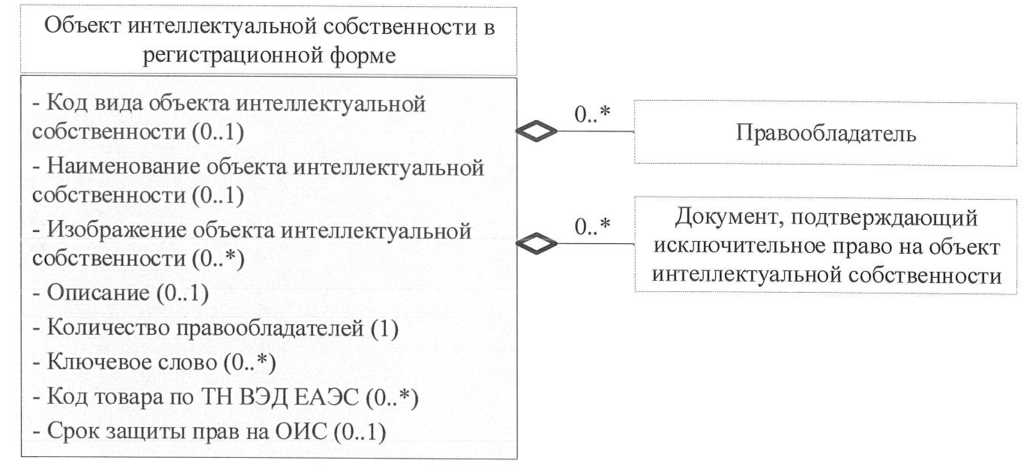 Объект интеллектуальной собственности в
регистрационной форме
- Код вида объекта интеллектуальной
собственности (0..1)
- Наименование объекта интеллектуальной
собственности (0..1)
- Изображение объекта интеллектуальной
собственности (0..*)
- Описание (0..1)
- Количество правообладателей (1)
- Ключевое слово (0..*)
- Код товара по ТН ВЭД ЕАЭС (0..*)
- Срок защиты прав на ОИС (0..1)
0..*
Правообладатель
0..*
Документ, подтверждающий
исключительное право на объект
интеллектуальной собственности